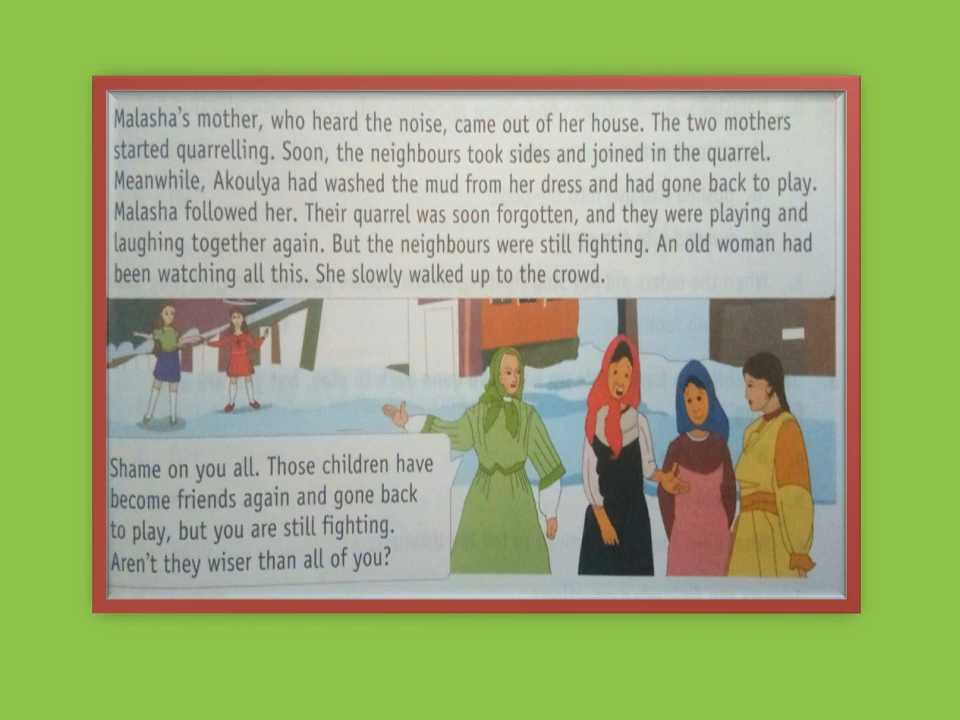 Malasha's mother, who heard the noise, came out of her house. The two mothers
started quarrelling. Soon, the neighbours took sides and joined in the quarrel.
Meanwhile, Akoulya had washed the mud from her dress and had gone back to play.
Malasha followed her. Their quarrel was soon forgotten, and they were playing and
laughing together again. But the neighbours were still fighting. An old woman had
been watching all this. She slowly walked up to the crowd.
Shame on you all. Those children have
become friends again and gone back
to play, but you are still fighting.
Aren't they wiser than all of you?